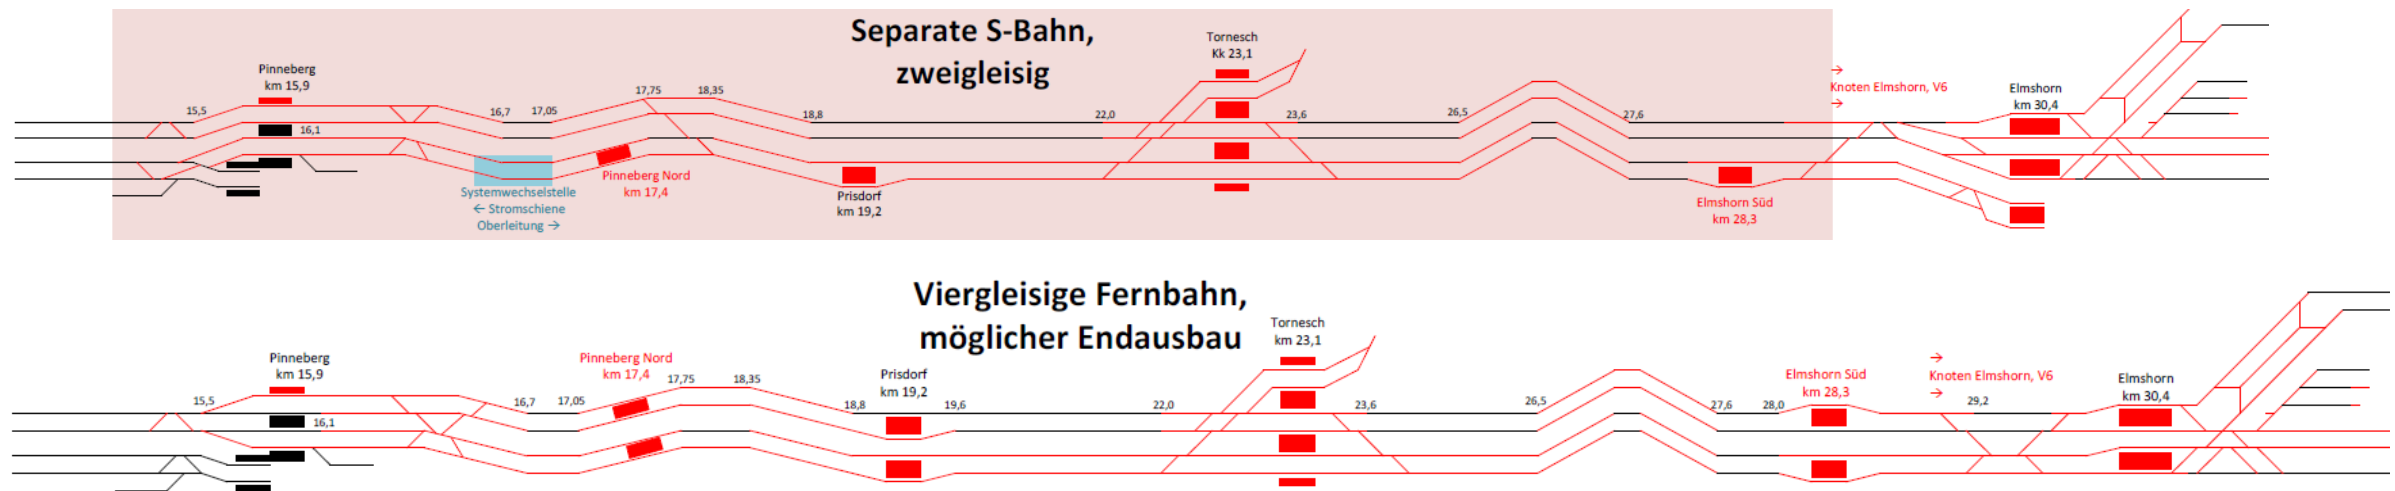 Separate S-Bahn,
zweigleisig
Pinneberg
km 15,9
15,5
16,1
16,7
17,05
17,75
18,35
18,8
22,0
Tornesch
Kk 23,1
23,6
26,5
27,6
→
Knoten Elmshorn, V6
→
Elmshorn
km 30,4
Systemwechselstelle
← Stromschiene
Oberleitung →
Pinneberg Nord
km 17,4
Prisdorf
km 19,2
Elmshorn Süd
km 28,3
Viergleisige Fernbahn,
möglicher Endausbau
Pinneberg
km 15,9
15,5
16,1
16,7
17,05
Pinneberg Nord
km 17,4
17,75
18,35
18,8
Prisdorf
km 19,2
19,6
22,0
Tornesch
km 23,1
23,6
26,5
27,6
28,0
Elmshorn Süd
km 28,3
→
Knoten Elmshorn, V6
→
29,2
Elmshorn
km 30,4